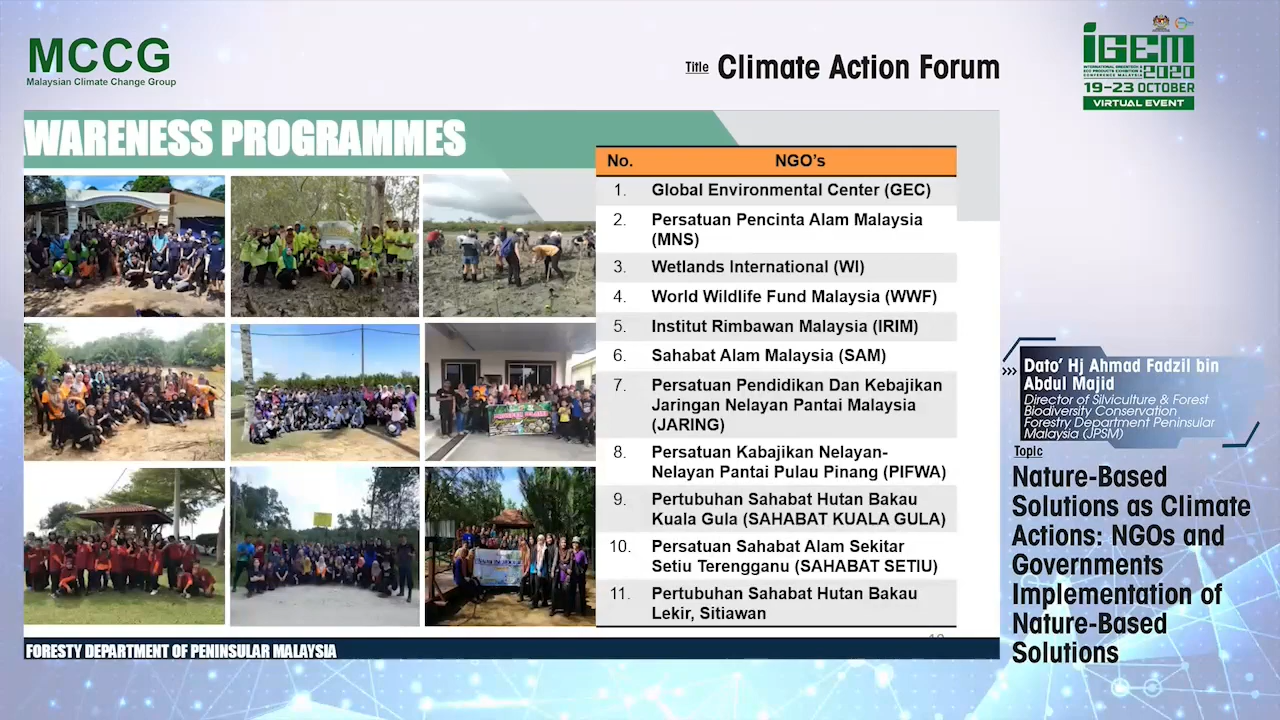 MCCG
Malaysian Climate Change Group
Title Climate Action Forum
iGEM
INTERNATIONAL GREENTECH &
ECO PRODUCTS EXHIBITION &
CONFERENCE MALAYSIA
2020
19-23 OCTOBER
VIRTUAL EVENT
WARENESS PROGRAMMES
No. NGO's
1. Global Environmental Center (GEC)
2. Persatuan Pencinta Alam Malaysia
(MNS)
3. Wetlands International (WI)
4. World Wildlife Fund Malaysia (WWF)
5. Institut Rimbawan Malaysia (IRIM)
6. Sahabat Alam Malaysia (SAM)
7. Persatuan Pendidikan Dan Kebajikan
Jaringan Nelayan Pantai Malaysia
(JARING)
8. Persatuan Kabajikan Nelayan-
Nelayan Pantai Pulau Pinang (PIFWA)
9. Pertubuhan Sahabat Hutan Bakau
Kuala Gula (SAHABAT KUALA GULA)
10. Persatuan Sahabat Alam Sekitar
Setiu Terengganu (SAHABAT SETIU)
11. Pertubuhan Sahabat Hutan Bakau
Lekir, Sitiawan
FORESTY DEPARTMENT OF PENINSULAR MALAYSIA
Dato' Hj Ahmad Fadzil bin
Abdul Majid
Director of Silviculture & Forest
Biodiversity Conservation
Forestry Department Peninsular
Malaysia (JPSM)
Topic
Nature-Based
Solutions as Climate
Actions: NGOs and
Governments
Implementation of
Nature-Based
Solutions